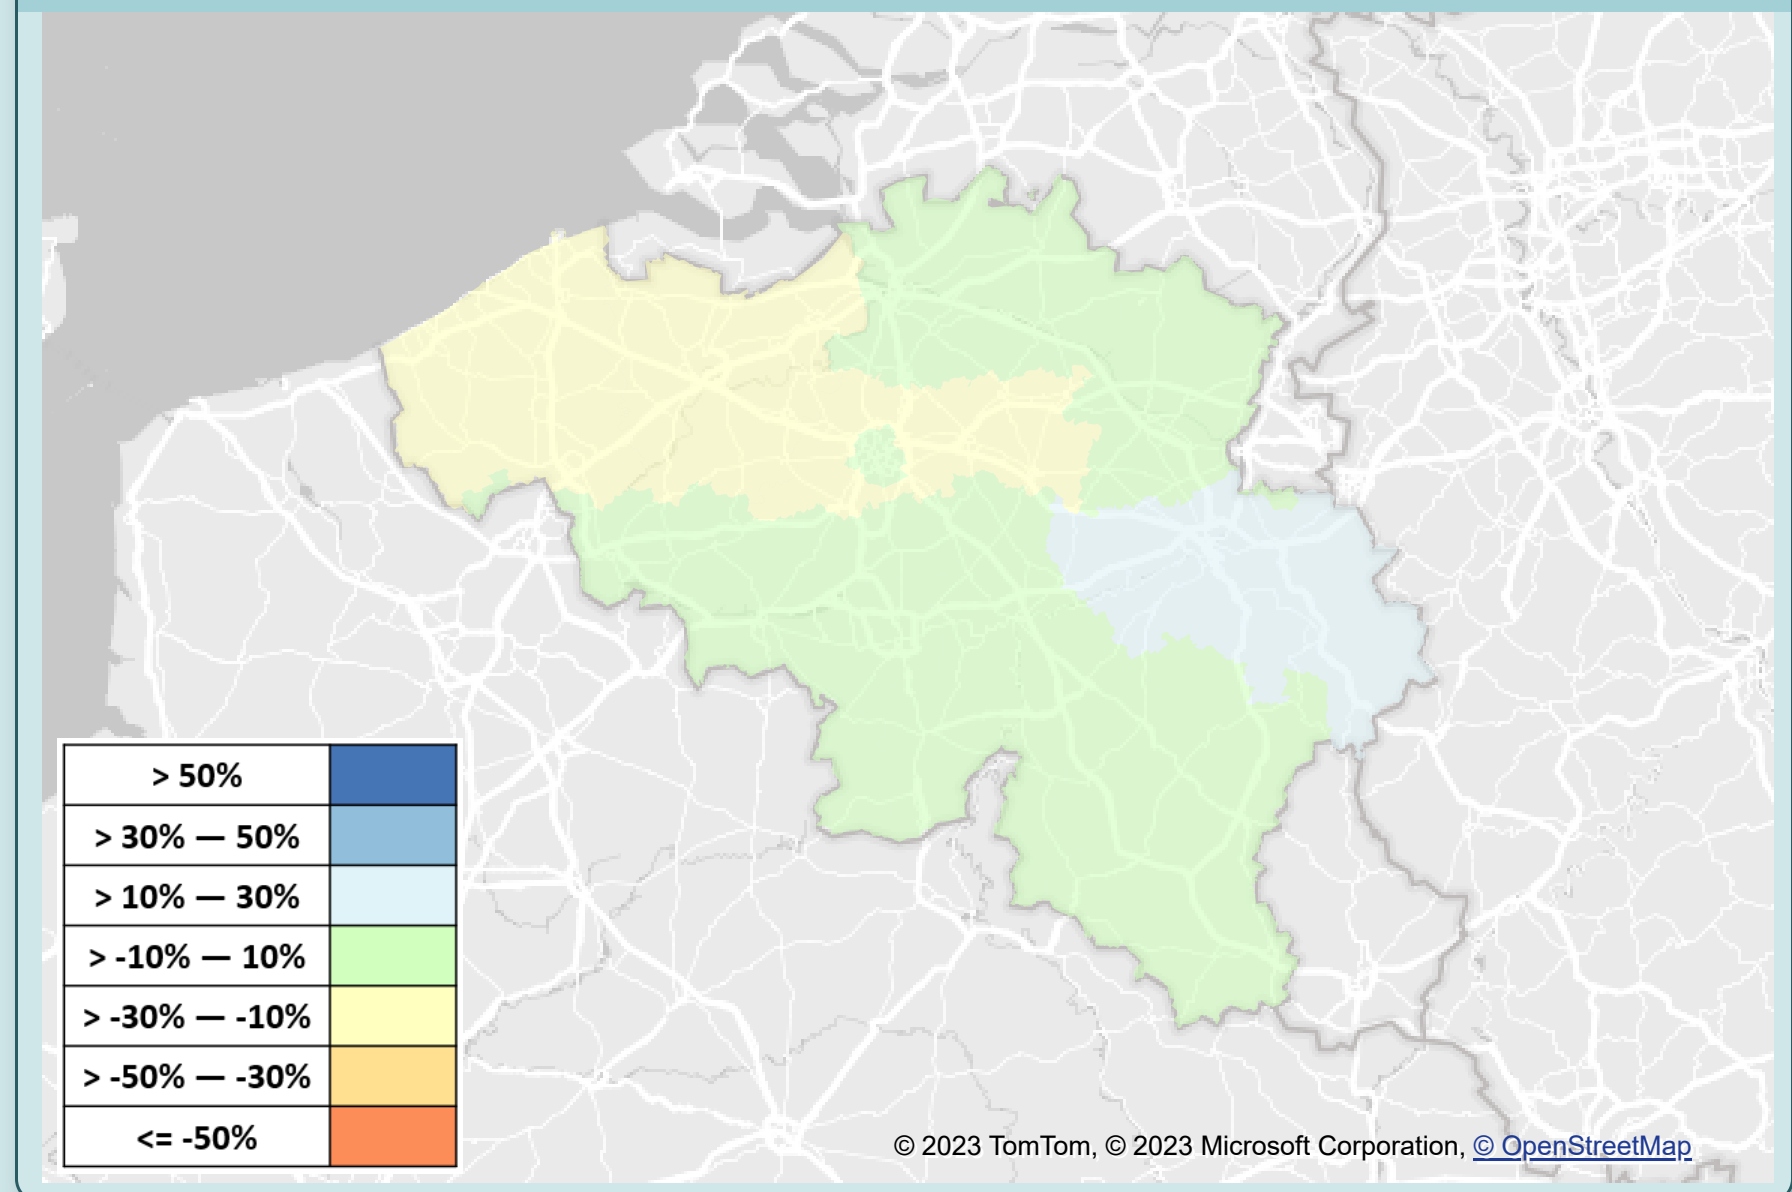 > 50%
> 30% — 50%
> 10% — 30%
> -10% — 10%
> -30% — -10%
> -50% — -30%
<= -50%
© 2023 TomTom, © 2023 Microsoft Corporation, © OpenStreetMap